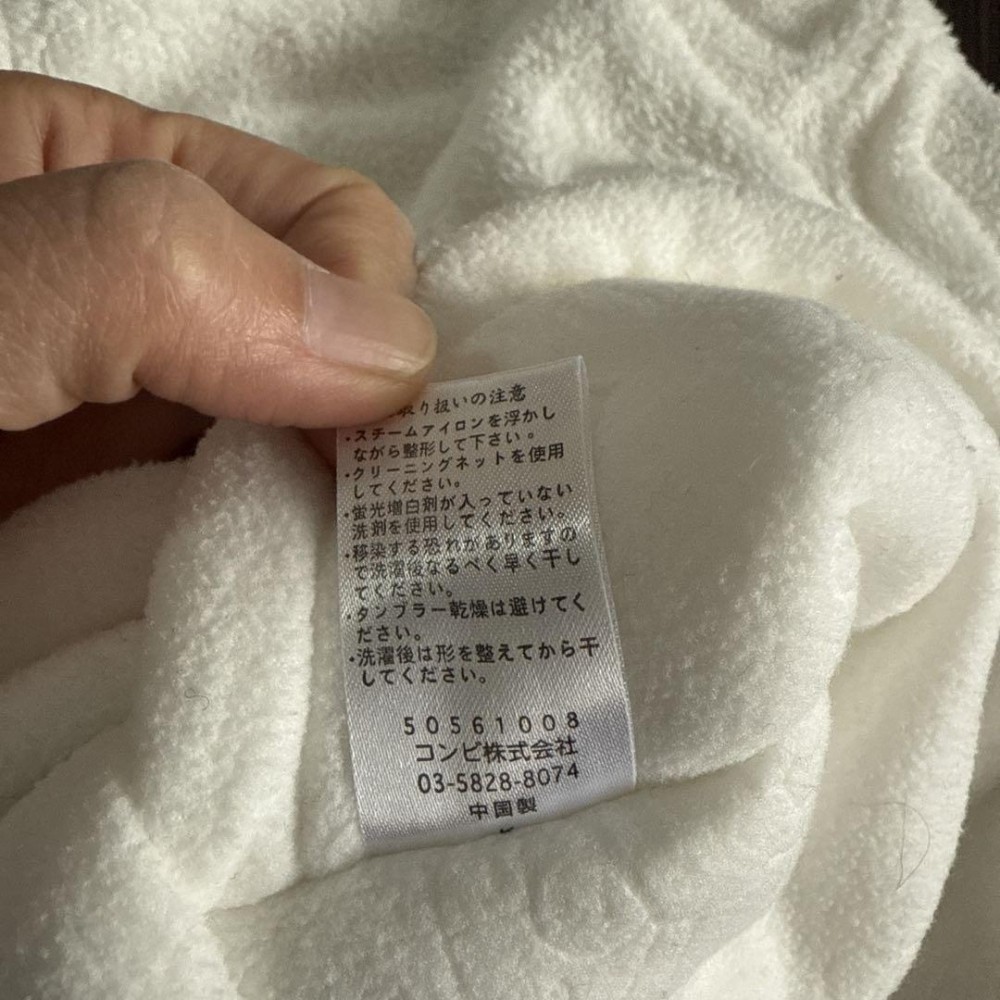 取り扱いの注意
・スチームアイロンを浮かし
ながら整形して下さい。
・クリーニングネットを使用
してください。
・蛍光増白剤が入っていない
洗剤を使用してください。
・移染する恐れがありますの
で洗濯後なるべく早く干し
てください。
・タンブラー乾燥は避けてく
ださい。
・洗濯後は形を整えてから干
してください。
50561008
コンビ株式会社
03-5828-8074
中国製